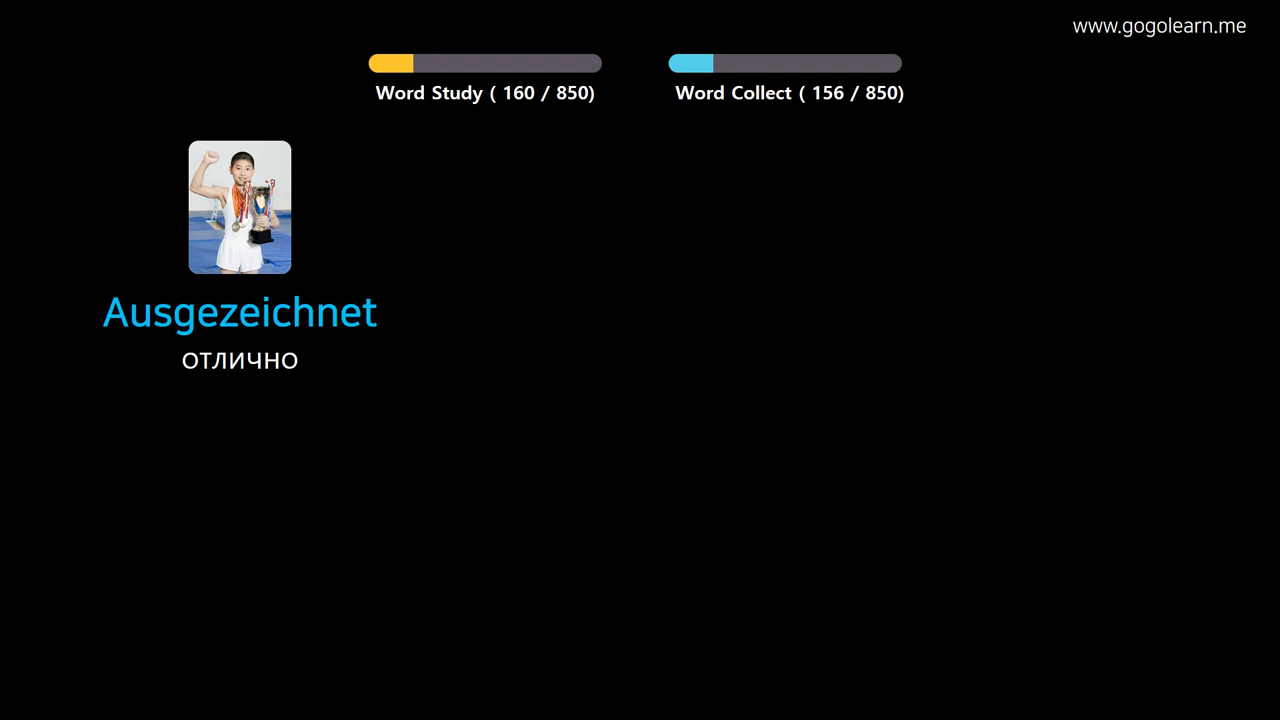 www.gogolearn.me
Word Study ( 160 / 850)
Word Collect ( 156 / 850)
Ausgezeichnet
отлично